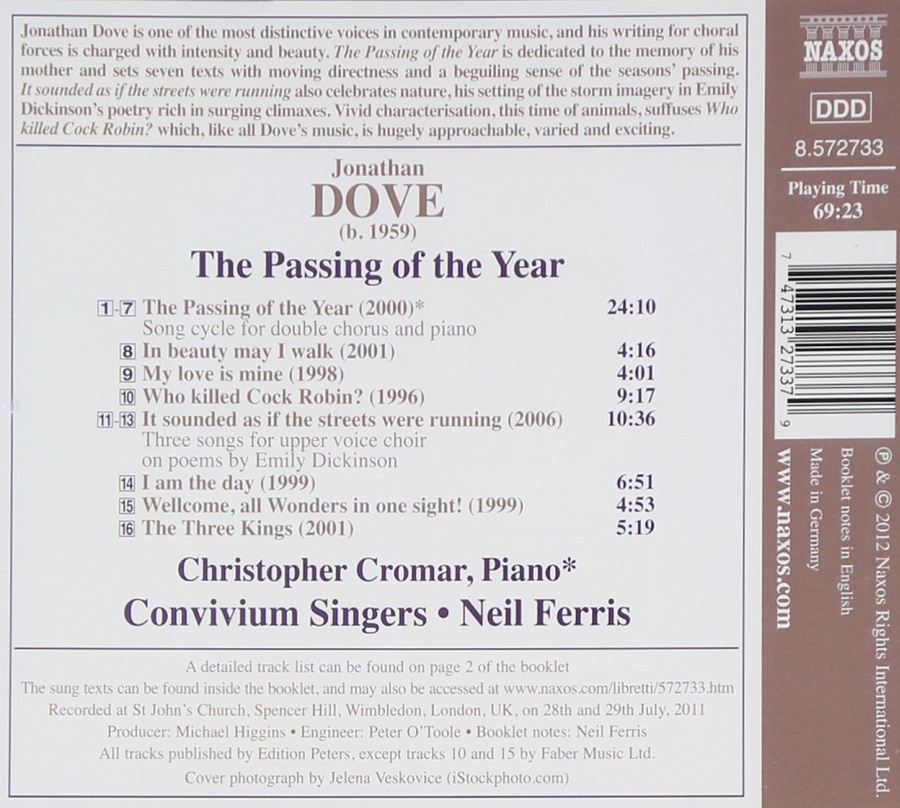 Jonathan Dove is one of the most distinctive voices in contemporary music, and his writing for choral
forces is charged with intensity and beauty. The Passing of the Year is dedicated to the memory of his
mother and sets seven texts with moving directness and a beguiling sense of the seasons' passing.
It sounded as if the streets were running also celebrates nature, his setting of the storm imagery in Emily
Dickinson's poetry rich in surging climaxes. Vivid characterisation, this time of animals, suffuses Who
killed Cock Robin? which, like all Dove's music, is hugely approachable, varied and exciting.
Jonathan
DOVE
(b. 1959)
The Passing of the Year
1-7 The Passing of the Year (2000)* 24:10
Song cycle for double chorus and piano
8 In beauty may I walk (2001) 4:16
9 My love is mine (1998) 4:01
10 Who killed Cock Robin? (1996) 9:17
11-13 It sounded as if the streets were running (2006) 10:36
Three songs for upper voice choir
on poems by Emily Dickinson
14 I am the day (1999) 6:51
15 Wellcome, all Wonders in one sight! (1999) 4:53
16 The Three Kings (2001) 5:19
Christopher Cromar, Piano*
Convivium Singers • Neil Ferris
A detailed track list can be found on page 2 of the booklet
The sung texts can be found inside the booklet, and may also be accessed at www.naxos.com/libretti/572733.htm
Recorded at St John's Church, Spencer Hill, Wimbledon, London, UK, on 28th and 29th July, 2011
Producer: Michael Higgins • Engineer: Peter O'Toole • Booklet notes: Neil Ferris
All tracks published by Edition Peters, except tracks 10 and 15 by Faber Music Ltd.
Cover photograph by Jelena Veskovice (iStockphoto.com)
NAXOS
DDD
8.572733
Playing Time
69:23
7 47313 27337 9
℗ & © 2012 Naxos Rights International Ltd.
Booklet notes in English
Made in Germany
www.naxos.com